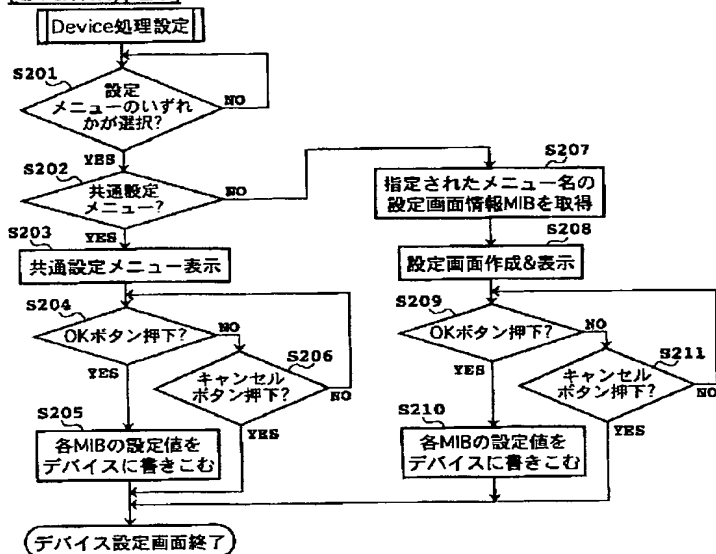 Device処理設定
S201
設定
メニューのいずれ
かが選択?
NO
YES
S202
共通設定
メニュー?
NO
YES
S203
共通設定メニュー表示
S204
OKボタン押下?
NO
YES
S206
キャンセル
ボタン押下?
NO
YES
S205
各MIBの設定値を
デバイスに書きこむ
S207
指定されたメニュー名の
設定画面情報MIBを取得
S208
設定画面作成&表示
S209
OKボタン押下?
NO
YES
S211
キャンセル
ボタン押下?
NO
YES
S210
各MIBの設定値を
デバイスに書きこむ
デバイス設定画面終了